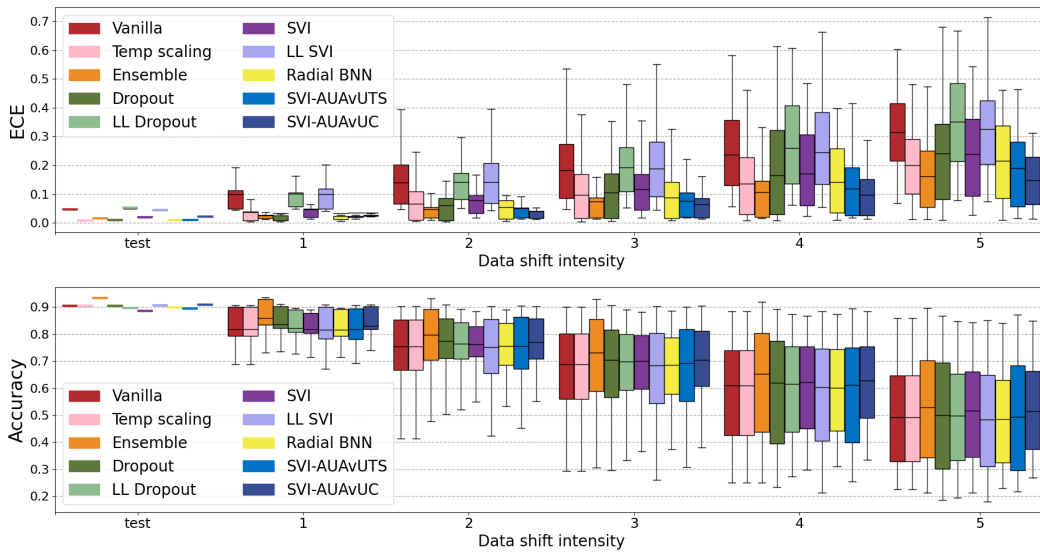 0.7
0.6
0.5
0.4
0.3
0.2
0.1
0.0
ECE
Vanilla
Temp scaling
Ensemble
Dropout
LL Dropout
SVI
LL SVI
Radial BNN
SVI-AUAvUTS
SVI-AUAvUC
test 1 2 3 4 5
Data shift intensity
0.9
0.8
0.7
0.6
0.5
0.4
0.3
0.2
Accuracy
Vanilla
Temp scaling
Ensemble
Dropout
LL Dropout
SVI
LL SVI
Radial BNN
SVI-AUAvUTS
SVI-AUAvUC
test 1 2 3 4 5
Data shift intensity